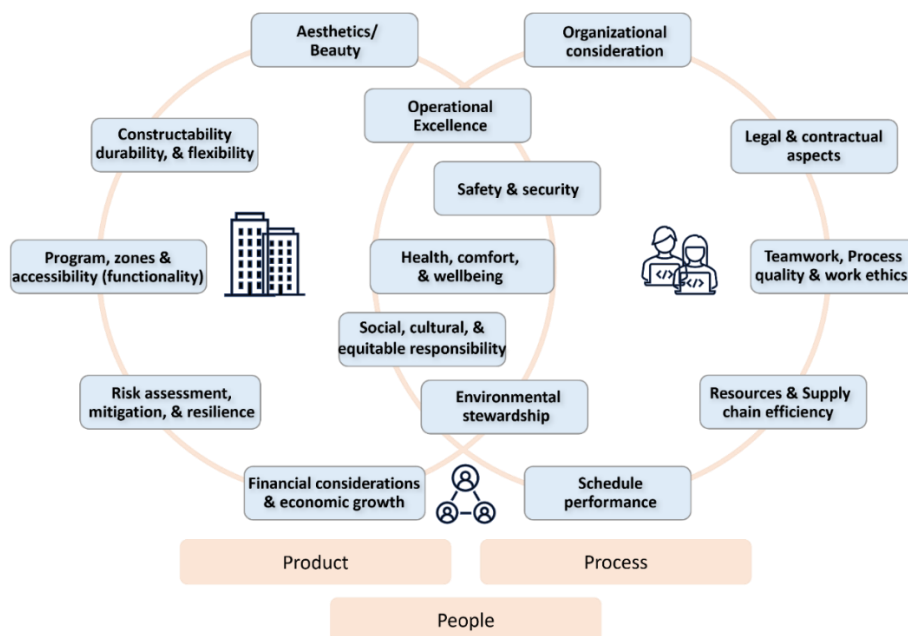 Aesthetics/
Beauty
Organizational
consideration
Operational
Excellence
Constructability
durability, & flexibility
Legal & contractual
aspects
Safety & security
Program, zones &
accessibility (functionality)
Health, comfort,
& wellbeing
</>
</>
Teamwork, Process
quality & work ethics
Social, cultural, &
equitable responsibility
Risk assessment,
mitigation, & resilience
Environmental
stewardship
Resources & Supply
chain efficiency
Financial considerations
& economic growth
Schedule
performance
Product
Process
People